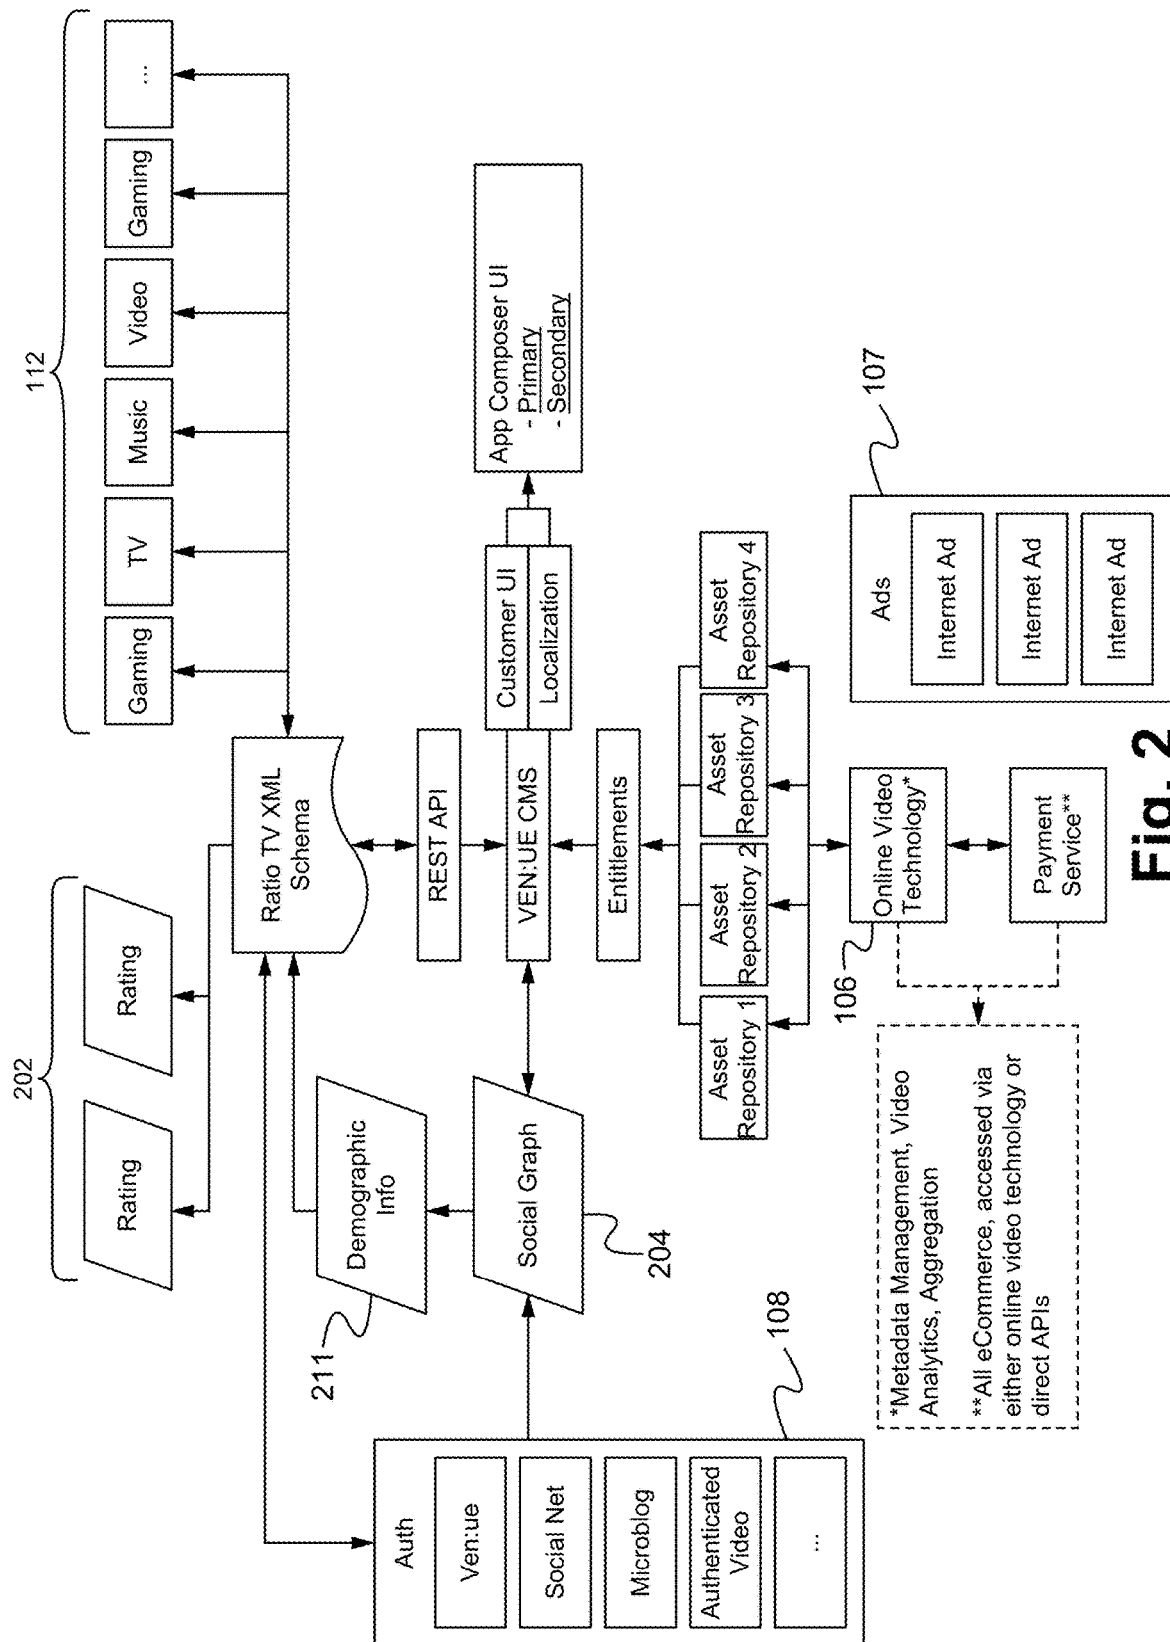 202
Rating
Rating
112
Gaming
TV
Music
Video
Gaming
...
Ratio TV XML
Schema
211
Demographic
Info
REST API
Auth
Ven:ue
Social Net
Microblog
Authenticated
Video
...
108
Social Graph
204
VEN:UE CMS
Customer UI
Localization
App Composer UI
- Primary
- Secondary
Entitlements
Asset
Repository 1
Asset
Repository 2
Asset
Repository 3
Asset
Repository 4
106
Online Video
Technology*
Payment
Service**
107
Ads
Internet Ad
Internet Ad
Internet Ad
*Metadata Management, Video
Analytics, Aggregation
**All eCommerce, accessed via
either online video technology or
direct APIs
Fig. 2